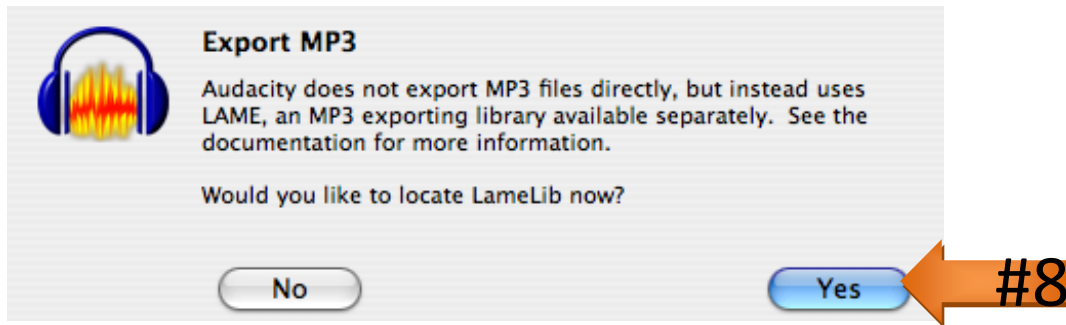 Export MP3
Audacity does not export MP3 files directly, but instead uses
LAME, an MP3 exporting library available separately.  See the
documentation for more information.
Would you like to locate LameLib now?
No
Yes
#8